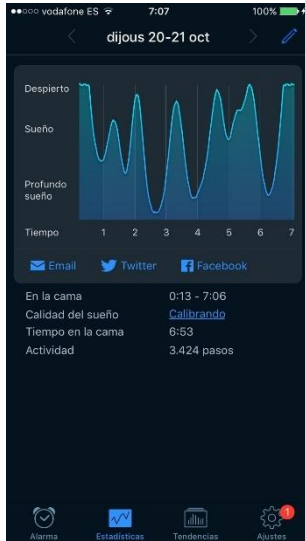 vodafone ES 7:07 100%
dijous 20-21 oct
Despierto
Sueño
Profundo
sueño
Tiempo 1 2 3 4 5 6 7
Email Twitter Facebook
En la cama 0:13 - 7:06
Calidad del sueño Calibrando
Tiempo en la cama 6:53
Actividad 3.424 pasos
1
Alarma Estadísticas Tendencias Ajustes